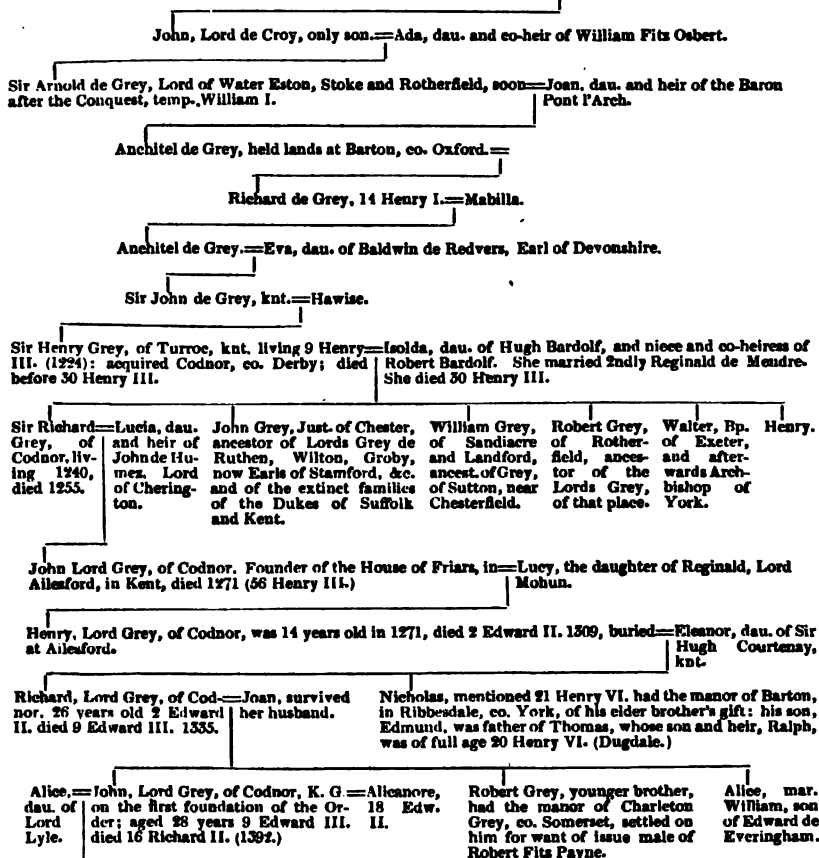 John, Lord de Croy, only son.═Ada, dau. and co-heir of William Fitz Osbert.
Sir Arnold de Grey, Lord of Water Eston, Stoke and Rotherfield, soon═Joan, dau. and heir of the Baron
after the Conquest, temp. William I. Pont l'Arch.
Anchitel de Grey, held lands at Barton, co. Oxford.═
Richard de Grey, 14 Henry I.═Mabilla.
Anchitel de Grey.═Eva, dau. of Baldwin de Redvers, Earl of Devonshire.
Sir John de Grey, knt.═Hawise.
Sir Henry Grey, of Turroc, knt. living 9 Henry═Isolda, dau. of Hugh Bardolf, and niece and co-heiress of
III. (1224): acquired Codnor, co. Derby; died Robert Bardolf. She married 2ndly Reginald de Meudre.
before 30 Henry III. She died 30 Henry III.
Sir Richard═
Grey, of
Codnor, liv-
ing 1240,
died 1255.
Lucia, dau.
and heir of
John de Hu-
mez, Lord
of Chering-
ton.
John Grey, Just. of Chester,
ancestor of Lords Grey de
Ruthen, Wilton, Groby,
now Earls of Stamford, &c.
and of the extinct families
of the Dukes of Suffolk
and Kent.
William Grey,
of Sandiacre
and Landford,
ancest. of Grey,
of Sutton, near
Chesterfield.
Robert Grey,
of Rother-
field, ances-
tor of the
Lords Grey,
of that place.
Walter, Bp.
of Exeter,
and after-
wards Arch-
bishop of
York.
Henry.
John Lord Grey, of Codnor. Founder of the House of Friars, in═Lucy, the daughter of Reginald, Lord
Ailesford, in Kent, died 1271 (56 Henry III.) Mohun.
Henry, Lord Grey, of Codnor, was 14 years old in 1271, died 2 Edward II. 1309, buried═Eleanor, dau. of Sir
at Ailesford. Hugh Courtenay,
knt.
Richard, Lord Grey, of Cod-═Joan, survived
nor, 26 years old 2 Edward her husband.
II. died 9 Edward III. 1335.
Nicholas, mentioned 21 Henry VI. had the manor of Barton,
in Ribbesdale, co. York, of his elder brother's gift: his son,
Edmund, was father of Thomas, whose son and heir, Ralph,
was of full age 20 Henry VI. (Dugdale.)
Alice,═
dau. of
Lord
Lyle.
John, Lord Grey, of Codnor, K. G.═
on the first foundation of the Or-
der; aged 28 years 9 Edward III.
died 16 Richard II. (1392.)
Alicanore,
18 Edw.
II.
Robert Grey, younger brother,
had the manor of Charleton
Grey, co. Somerset, settled on
him for want of issue male of
Robert Fitz Payne.
Alice, mar.
William, son
of Edward de
Everingham.